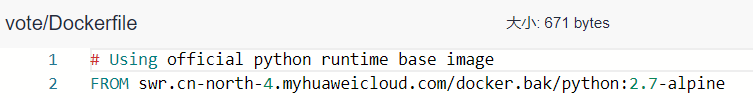 vote/Dockerfile 大小: 671 bytes
1 # Using official python runtime base image
2 FROM swr.cn-north-4.myhuaweicloud.com/docker.bak/python:2.7-alpine